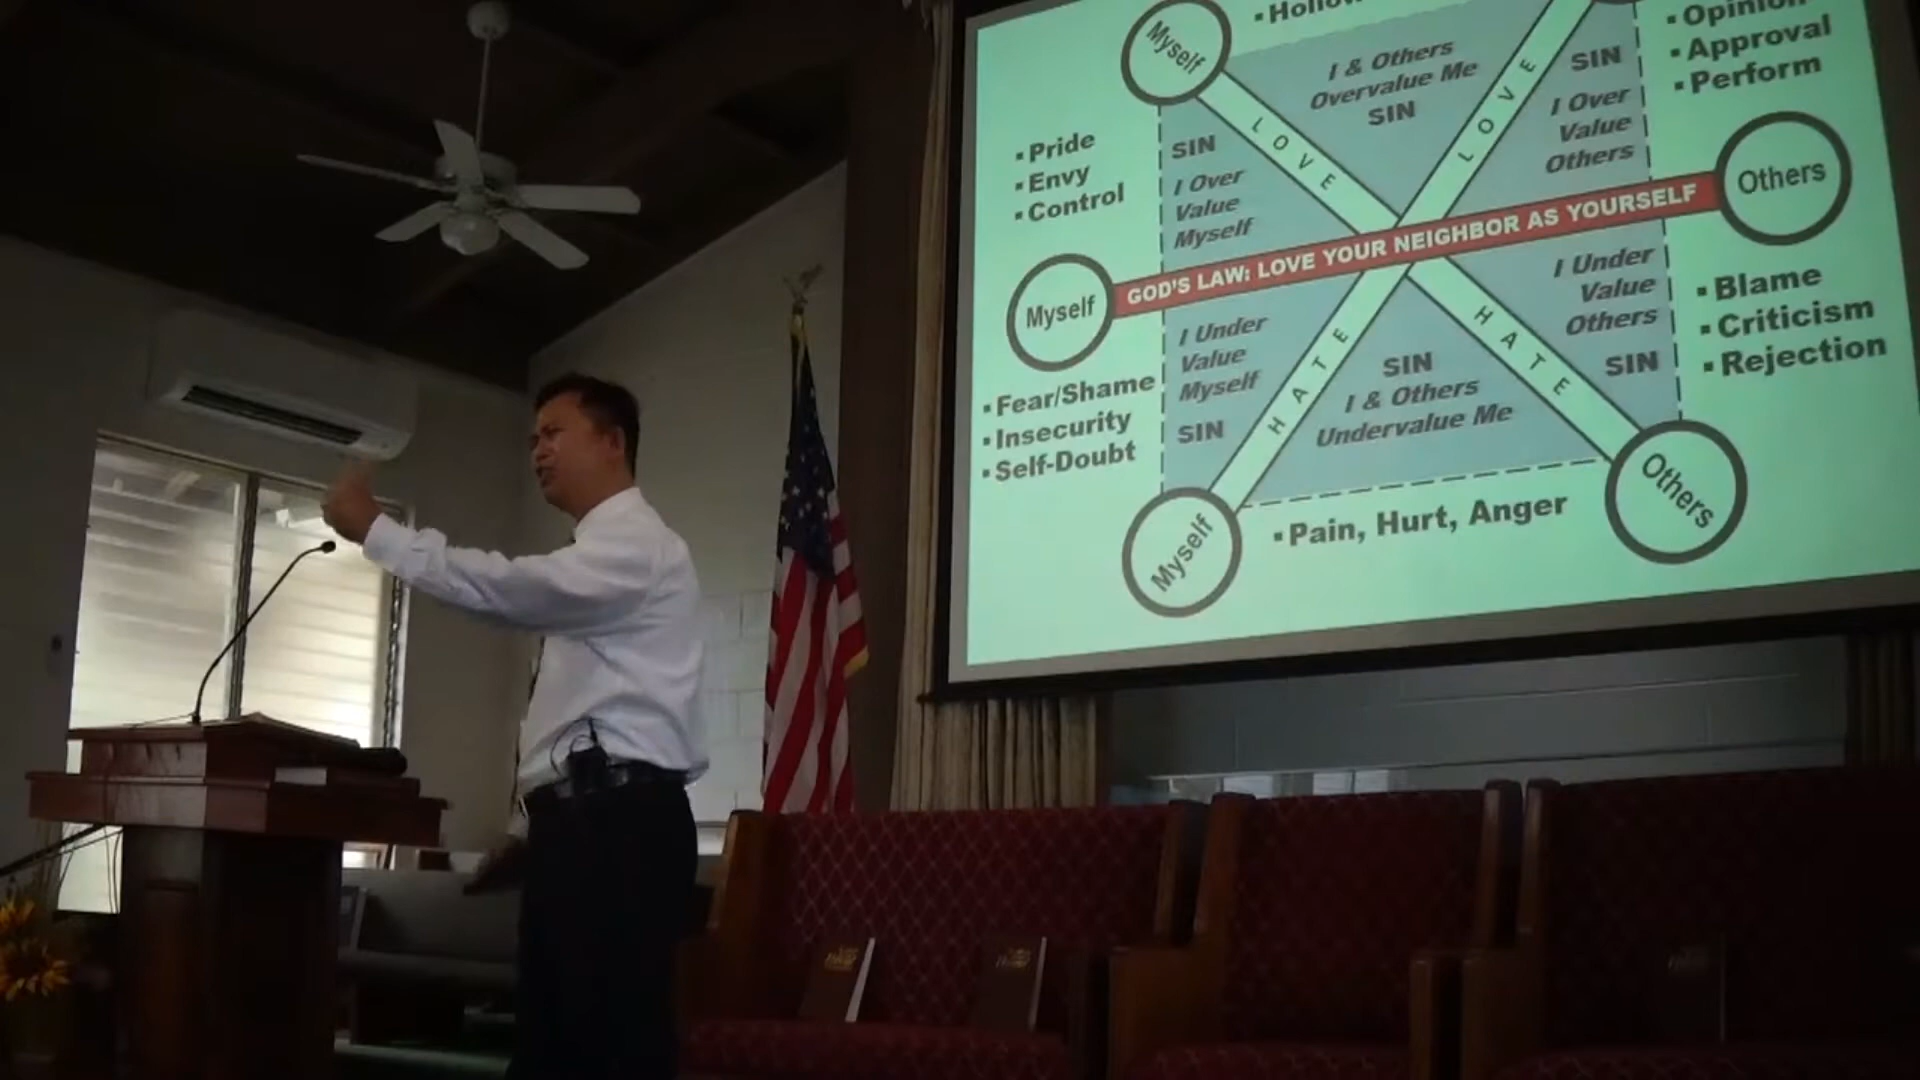 Myself
▪ Hollow
I & Others
Overvalue Me
SIN
SIN
I Over
Value
Others
▪ Opinion
▪ Approval
▪ Perform
▪ Pride
▪ Envy
▪ Control
SIN
I Over
Value
Myself
LOVE
LOVE
Others
Myself
GOD'S LAW: LOVE YOUR NEIGHBOR AS YOURSELF
▪ Fear/Shame
▪ Insecurity
▪ Self-Doubt
I Under
Value
Myself
SIN
HATE
SIN
I & Others
Undervalue Me
HATE
I Under
Value
Others
SIN
▪ Blame
▪ Criticism
▪ Rejection
Myself
▪ Pain, Hurt, Anger
Others